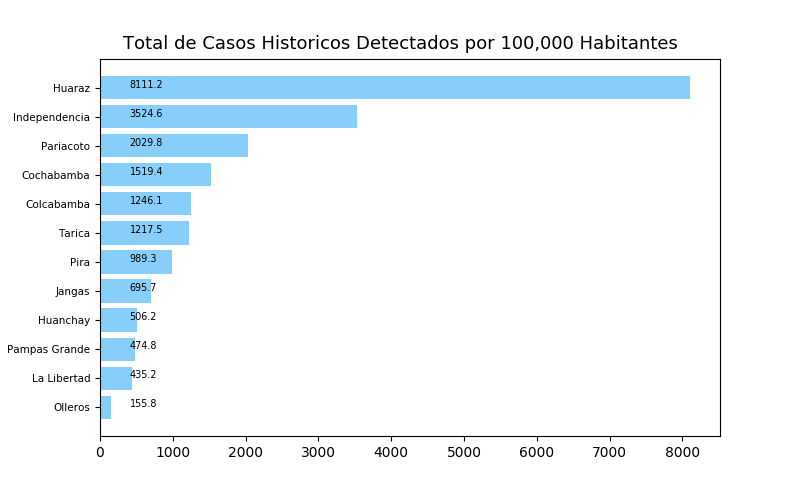 Total de Casos Historicos Detectados por 100,000 Habitantes
Huaraz 8111.2
Independencia 3524.6
Pariacoto 2029.8
Cochabamba 1519.4
Colcabamba 1246.1
Tarica 1217.5
Pira 989.3
Jangas 695.7
Huanchay 506.2
Pampas Grande 474.8
La Libertad 435.2
Olleros 155.8
0 1000 2000 3000 4000 5000 6000 7000 8000